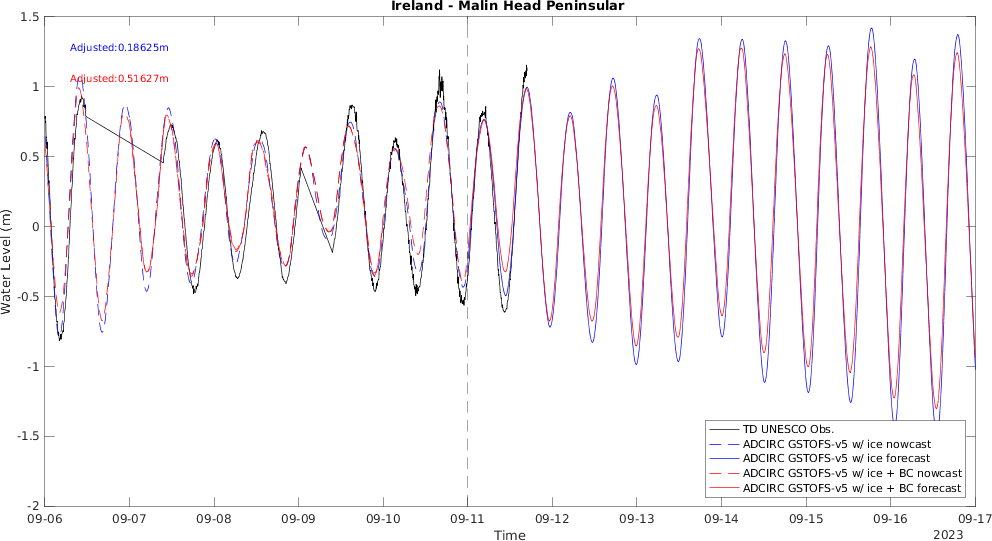 Ireland - Malin Head Peninsular
Adjusted:0.18625m
Adjusted:0.51627m
Water Level (m)
1.5
1
0.5
0
-0.5
-1
-1.5
-2
TD UNESCO Obs.
ADCIRC GSTOFS-v5 w/ ice nowcast
ADCIRC GSTOFS-v5 w/ ice forecast
ADCIRC GSTOFS-v5 w/ ice + BC nowcast
ADCIRC GSTOFS-v5 w/ ice + BC forecast
09-06 09-07 09-08 09-09 09-10 09-11 09-12 09-13 09-14 09-15 09-16 09-17
Time
2023